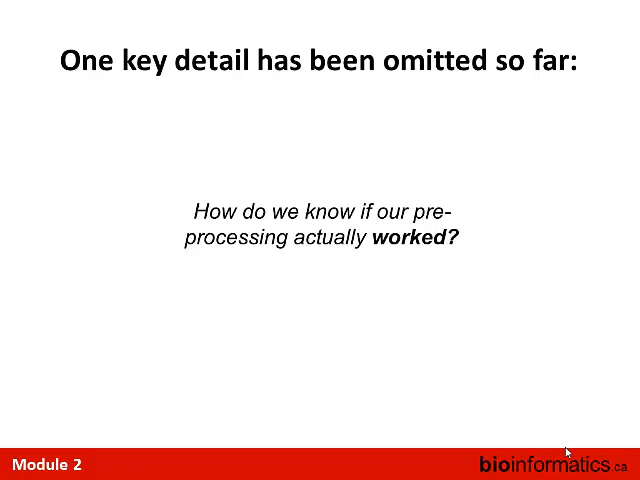 One key detail has been omitted so far:
How do we know if our pre-
processing actually worked?
Module 2
bioinformatics.ca